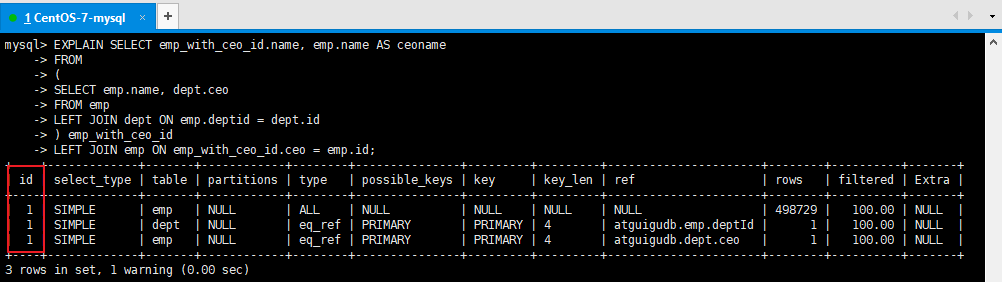 1 CentOS-7-mysql × +
mysql> EXPLAIN SELECT emp_with_ceo_id.name, emp.name AS ceoname
    -> FROM
    -> (
    -> SELECT emp.name, dept.ceo
    -> FROM emp
    -> LEFT JOIN dept ON emp.deptid = dept.id
    -> ) emp_with_ceo_id
    -> LEFT JOIN emp ON emp_with_ceo_id.ceo = emp.id;
+----+-------------+-------+------------+--------+---------------+---------+---------+----------------------+--------+----------+-------+
| id | select_type | table | partitions | type   | possible_keys | key     | key_len | ref                  | rows   | filtered | Extra |
+----+-------------+-------+------------+--------+---------------+---------+---------+----------------------+--------+----------+-------+
|  1 | SIMPLE      | emp   | NULL       | ALL    | NULL          | NULL    | NULL    | NULL                 | 498729 |   100.00 | NULL  |
|  1 | SIMPLE      | dept  | NULL       | eq_ref | PRIMARY       | PRIMARY | 4       | atguigudb.emp.deptId |      1 |   100.00 | NULL  |
|  1 | SIMPLE      | emp   | NULL       | eq_ref | PRIMARY       | PRIMARY | 4       | atguigudb.dept.ceo   |      1 |   100.00 | NULL  |
+----+-------------+-------+------------+--------+---------------+---------+---------+----------------------+--------+----------+-------+
3 rows in set, 1 warning (0.00 sec)